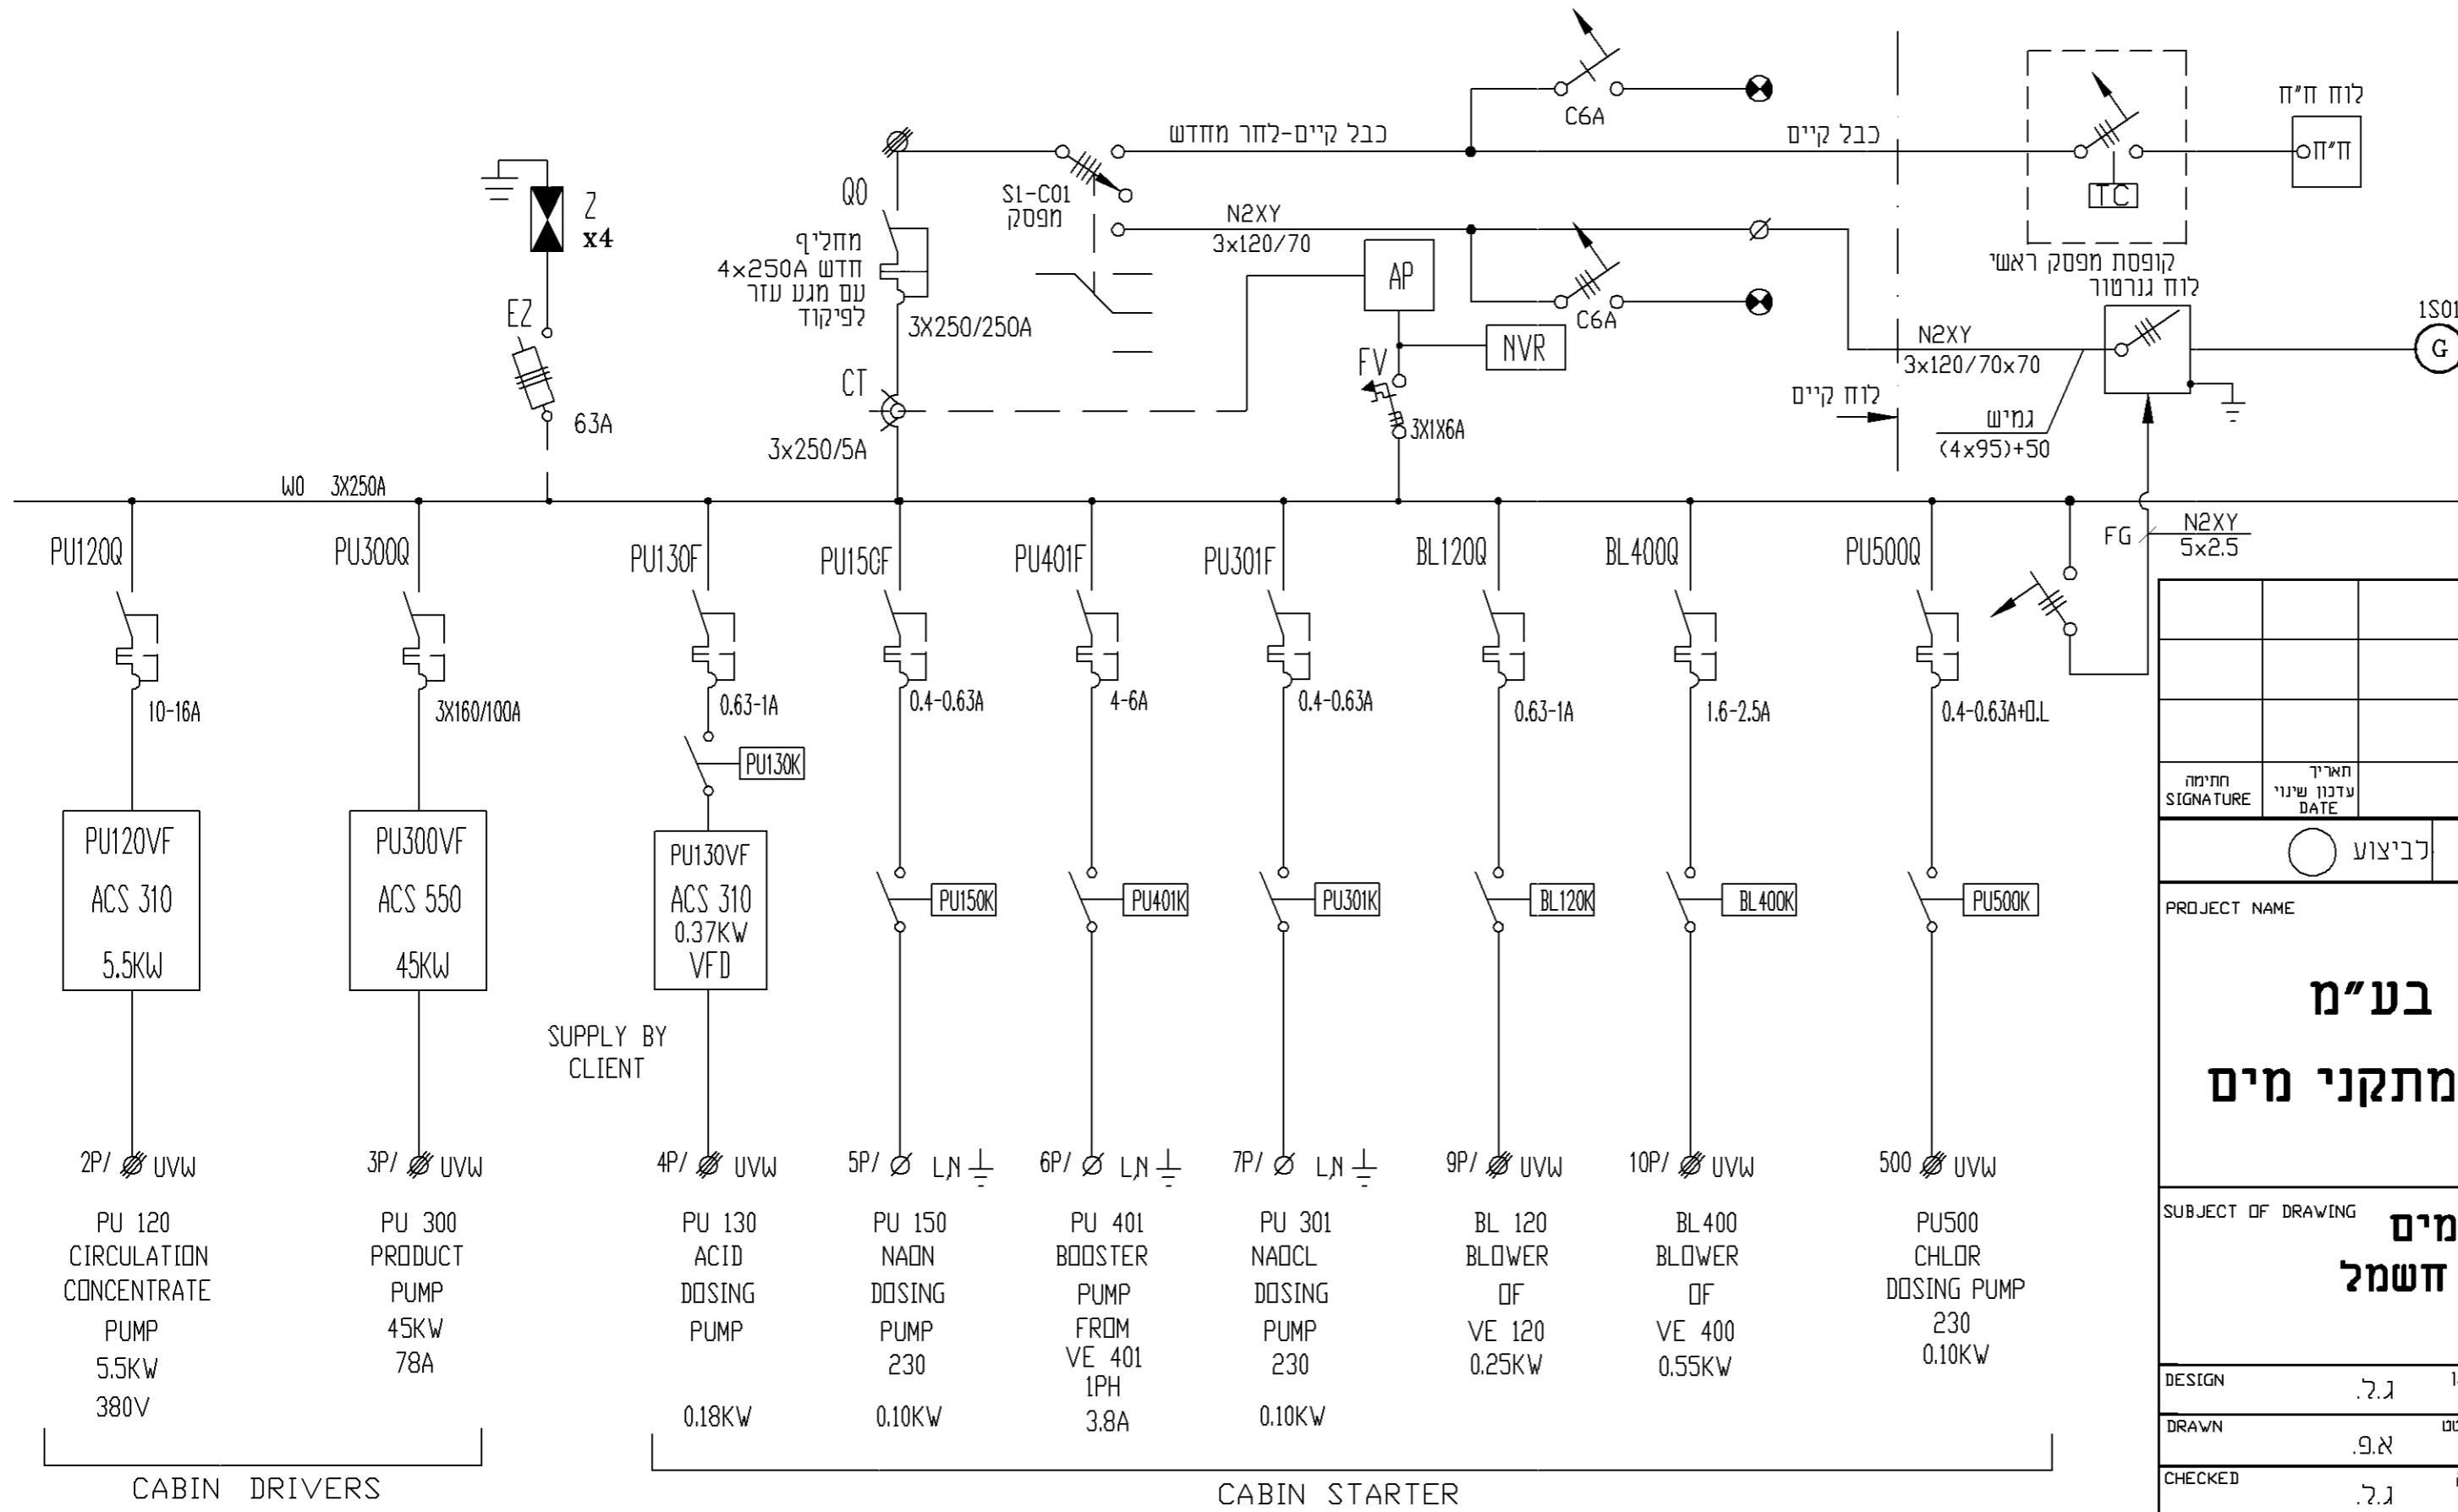 C6A
כבל קיים-לחר מחדש
כבל קיים
לוח ח"ח
ח"ח
TC
קופסת מפסק ראשי
לוח גנרטור
Z
x4
EZ
63A
Q0
מחליף
חדש 4x250A
עם מגע עזר
לפיקוד
3X250/250A
S1-C01
מפסק
N2XY
3x120/70
AP
C6A
NVR
FV
3X1X6A
CT
3x250/5A
1S01
G
N2XY
3x120/70x70
לוח קיים
גמיש
(4x95)+50
W0 3X250A
FG
N2XY
5x2.5
PU120Q
PU300Q
PU130F
PU150F
PU401F
PU301F
BL120Q
BL400Q
PU500Q
10-16A
3X160/100A
0.63-1A
0.4-0.63A
4-6A
0.4-0.63A
0.63-1A
1.6-2.5A
0.4-0.63A+O.L
PU130K
PU120VF
ACS 310
5.5KW
PU300VF
ACS 550
45KW
PU130VF
ACS 310
0.37KW
VFD
PU150K
PU401K
PU301K
BL120K
BL400K
PU500K
SUPPLY BY
CLIENT
2P/ UVW
3P/ UVW
4P/ UVW
5P/ L,N
6P/ L,N
7P/ L,N
9P/ UVW
10P/ UVW
500 UVW
PU 120
CIRCULATION
CONCENTRATE
PUMP
5.5KW
380V
PU 300
PRODUCT
PUMP
45KW
78A
PU 130
ACID
DOSING
PUMP
0.18KW
PU 150
NAON
DOSING
PUMP
230
0.10KW
PU 401
BOOSTER
PUMP
FROM
VE 401
1PH
3.8A
PU 301
NAOCL
DOSING
PUMP
230
0.10KW
BL 120
BLOWER
OF
VE 120
0.25KW
BL400
BLOWER
OF
VE 400
0.55KW
PU500
CHLOR
DOSING PUMP
230
0.10KW
CABIN DRIVERS
CABIN STARTER
חתימה
SIGNATURE
תאריך
עדכון שינוי
DATE
לביצוע
PROJECT NAME
בע"מ
מתקני מים
SUBJECT OF DRAWING
מים
חשמל
DESIGN
ג.ל.
DRAWN
א.פ.
CHECKED
ג.ל.